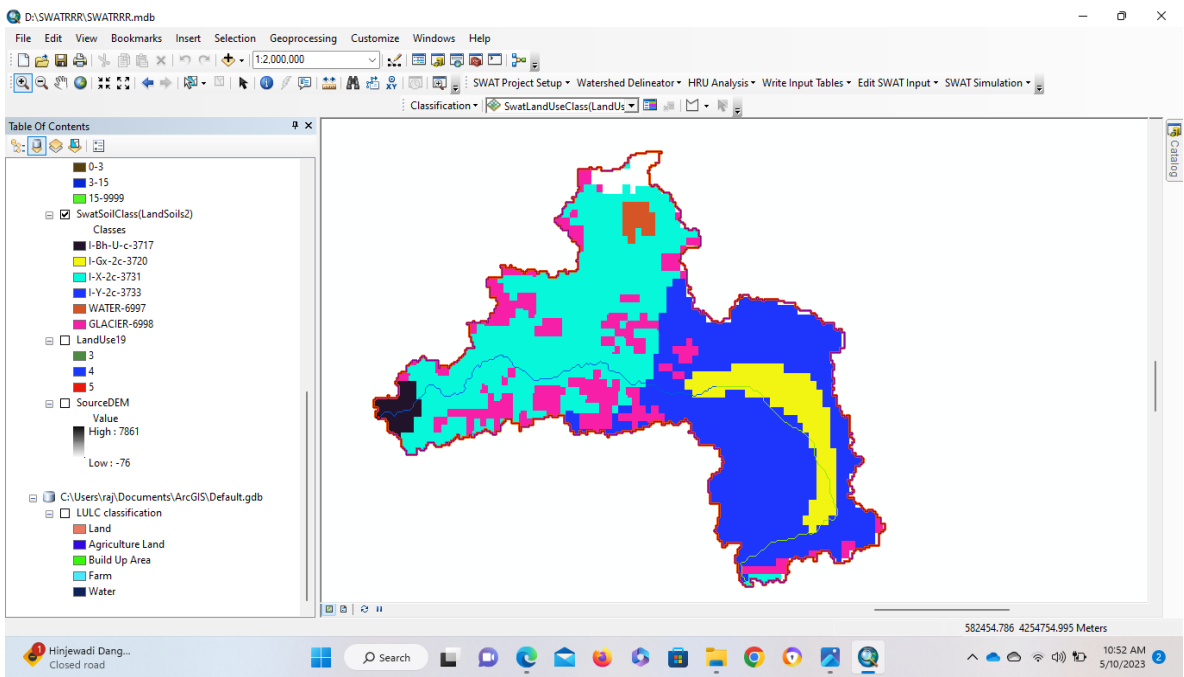 D:\SWATRRR\SWATRRR.mdb
File Edit View Bookmarks Insert Selection Geoprocessing Customize Windows Help
1:2,000,000
SWAT Project Setup Watershed Delineator HRU Analysis Write Input Tables Edit SWAT Input SWAT Simulation
Classification SwatLandUseClass(LandUs
Table Of Contents
0-3
3-15
15-9999
SwatSoilClass(LandSoils2)
Classes
I-Bh-U-c-3717
I-Gx-2c-3720
I-X-2c-3731
I-Y-2c-3733
WATER-6997
GLACIER-6998
LandUse19
3
4
5
SourceDEM
Value
High : 7861
Low : -76
C:\Users\raj\Documents\ArcGIS\Default.gdb
LULC classification
Land
Agriculture Land
Build Up Area
Farm
Water
Catalog
582454.786 4254754.995 Meters
1
Hinjewadi Dang...
Closed road
Search
10:52 AM
5/10/2023
2